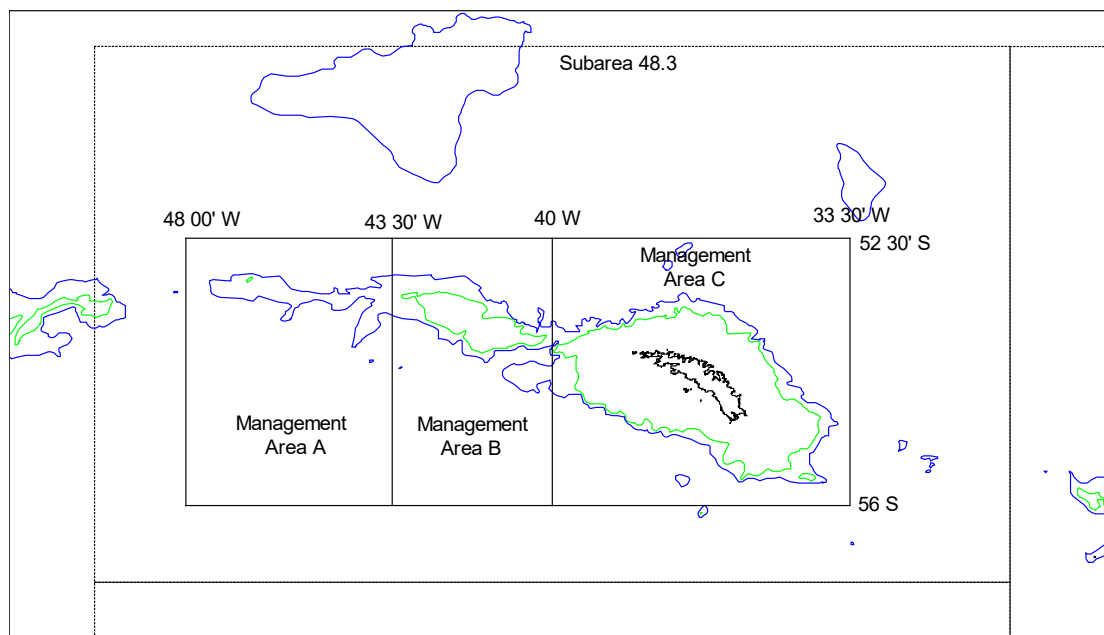 Subarea 48.3
48 00' W
43 30' W
40 W
33 30' W
52 30' S
Management
Area C
Management
Area A
Management
Area B
56 S